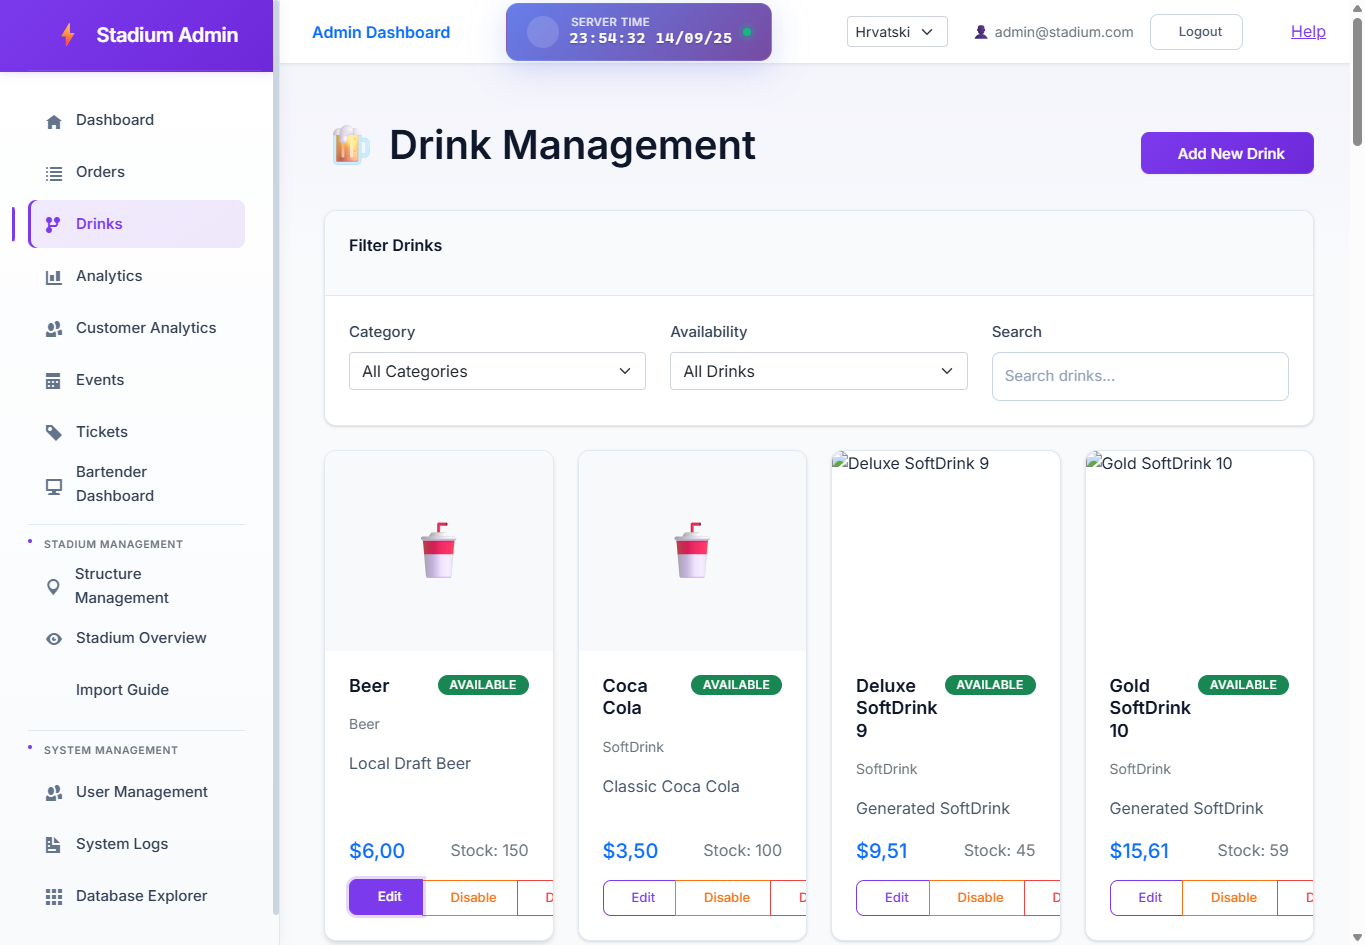 Stadium Admin
Admin Dashboard
SERVER TIME
23:54:32 14/09/25
Hrvatski
admin@stadium.com
Logout
Help
Dashboard
Orders
Drinks
Analytics
Customer Analytics
Events
Tickets
Bartender
Dashboard
STADIUM MANAGEMENT
Structure
Management
Stadium Overview
Import Guide
SYSTEM MANAGEMENT
User Management
System Logs
Database Explorer
Drink Management
Add New Drink
Filter Drinks
Category
All Categories
Availability
All Drinks
Search
Search drinks...
Beer
AVAILABLE
Beer
Local Draft Beer
$6,00
Stock: 150
Edit
Disable
D
Coca
Cola
AVAILABLE
SoftDrink
Classic Coca Cola
$3,50
Stock: 100
Edit
Disable
D
Deluxe SoftDrink 9
Deluxe
SoftDrink
9
AVAILABLE
SoftDrink
Generated SoftDrink
$9,51
Stock: 45
Edit
Disable
D
Gold SoftDrink 10
Gold
SoftDrink
10
AVAILABLE
SoftDrink
Generated SoftDrink
$15,61
Stock: 59
Edit
Disable
D